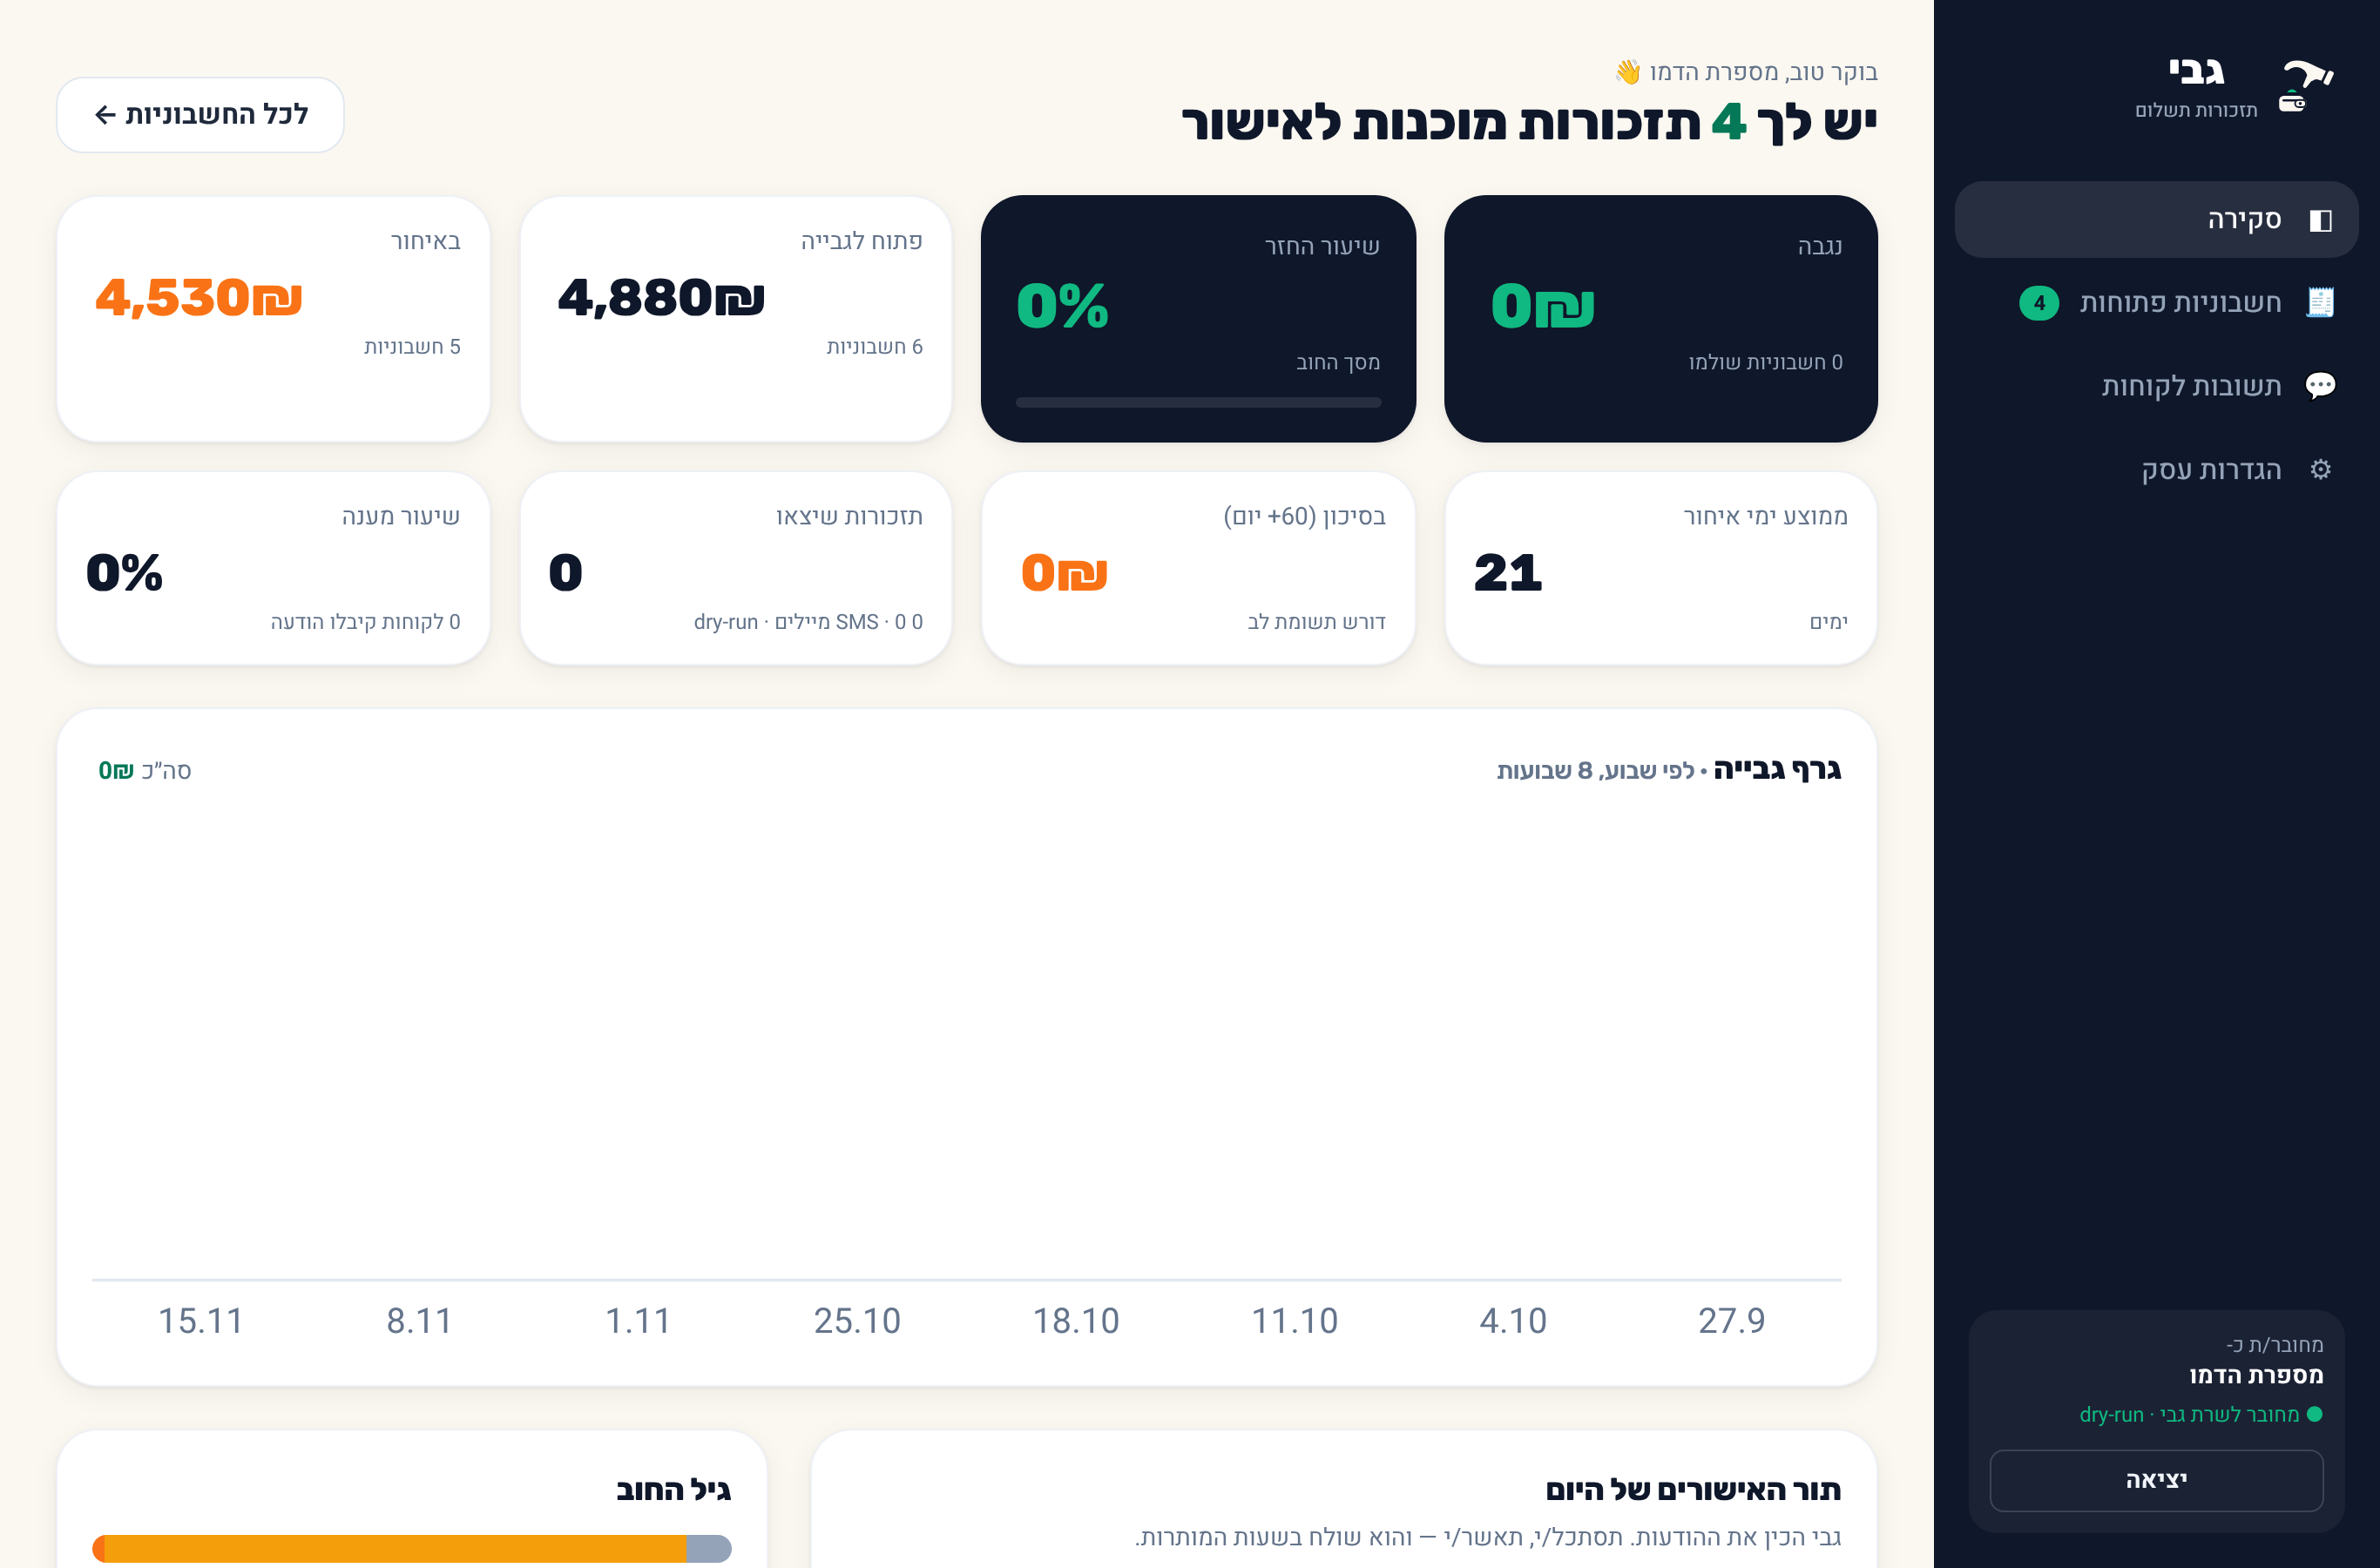 גבי
תזכורות תשלום
סקירה
חשבוניות פתוחות 4
תשובות לקוחות
הגדרות עסק
מחובר/ת כ-
מספרת הדמו
מחובר לשרת גבי · dry-run
יציאה
בוקר טוב, מספרת הדמו 👋
יש לך 4 תזכורות מוכנות לאישור
לכל החשבוניות ←
נגבה
₪0
0 חשבוניות שולמו
שיעור החזר
0%
מסך החוב
פתוח לגבייה
₪4,880
6 חשבוניות
באיחור
₪4,530
5 חשבוניות
ממוצע ימי איחור
21
ימים
בסיכון (60+ יום)
₪0
דורש תשומת לב
תזכורות שיצאו
0
0 SMS · 0 מיילים · dry-run
שיעור מענה
0%
0 לקוחות קיבלו הודעה
גרף גבייה • לפי שבוע, 8 שבועות
סה״כ ₪0
27.9 4.10 11.10 18.10 25.10 1.11 8.11 15.11
תור האישורים של היום
גבי הכין את ההודעות. תסתכל/י, תאשר/י — והוא שולח בשעות המותרות.
גיל החוב